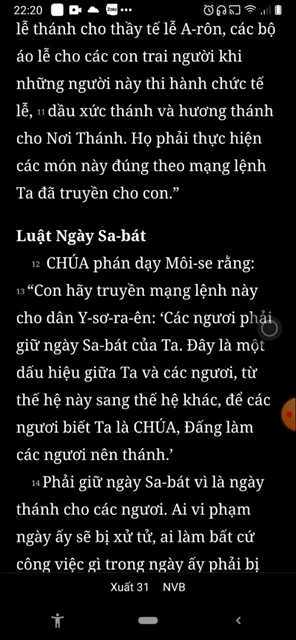 22:20
lễ thánh cho thầy tế lễ A-rôn, các bộ
áo lễ cho các con trai người khi
những người này thi hành chức tế
lễ, 11 dầu xức thánh và hương thánh
cho Nơi Thánh. Họ phải thực hiện
các món này đúng theo mạng lệnh
Ta đã truyền cho con.”
Luật Ngày Sa-bát
12 CHÚA phán dạy Môi-se rằng:
13 “Con hãy truyền mạng lệnh này
cho dân Y-sơ-ra-ên: ‘Các ngươi phải
giữ ngày Sa-bát của Ta. Đây là một
dấu hiệu giữa Ta và các ngươi, từ
thế hệ này sang thế hệ khác, để các
ngươi biết Ta là CHÚA, Đấng làm
các ngươi nên thánh.’
14 Phải giữ ngày Sa-bát vì là ngày
thánh cho các ngươi. Ai vi phạm
ngày ấy sẽ bị xử tử, ai làm bất cứ
công việc gì trong ngày ấy phải bị
Xuất 31 NVB